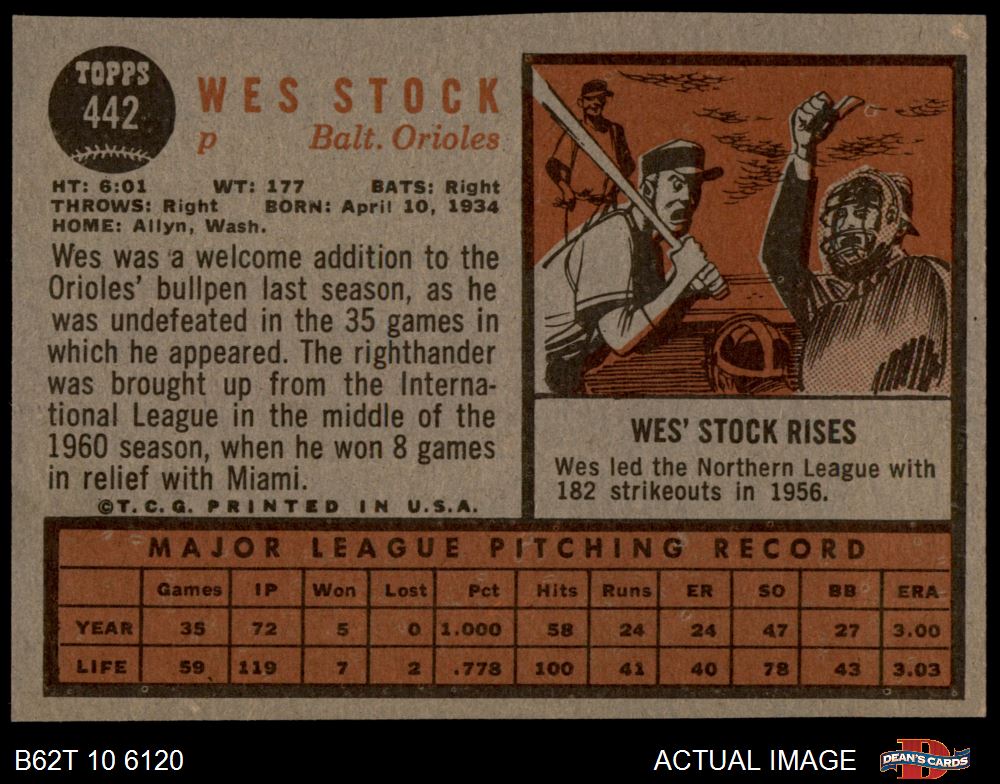 TOPPS
442
WES STOCK
p Balt. Orioles
HT: 6:01 WT: 177 BATS: Right
THROWS: Right BORN: April 10, 1934
HOME: Allyn, Wash.
Wes was a welcome addition to the
Orioles' bullpen last season, as he
was undefeated in the 35 games in
which he appeared. The righthander
was brought up from the Interna-
tional League in the middle of the
1960 season, when he won 8 games
in relief with Miami.
©T.C.G. PRINTED IN U.S.A.
WES' STOCK RISES
Wes led the Northern League with
182 strikeouts in 1956.
MAJOR LEAGUE PITCHING RECORD
Games IP Won Lost Pct Hits Runs ER SO BB ERA
YEAR 35 72 5 0 1.000 58 24 24 47 27 3.00
LIFE 59 119 7 2 .778 100 41 40 78 43 3.03
B62T 10 6120
ACTUAL IMAGE
D
DEAN'S CARDS